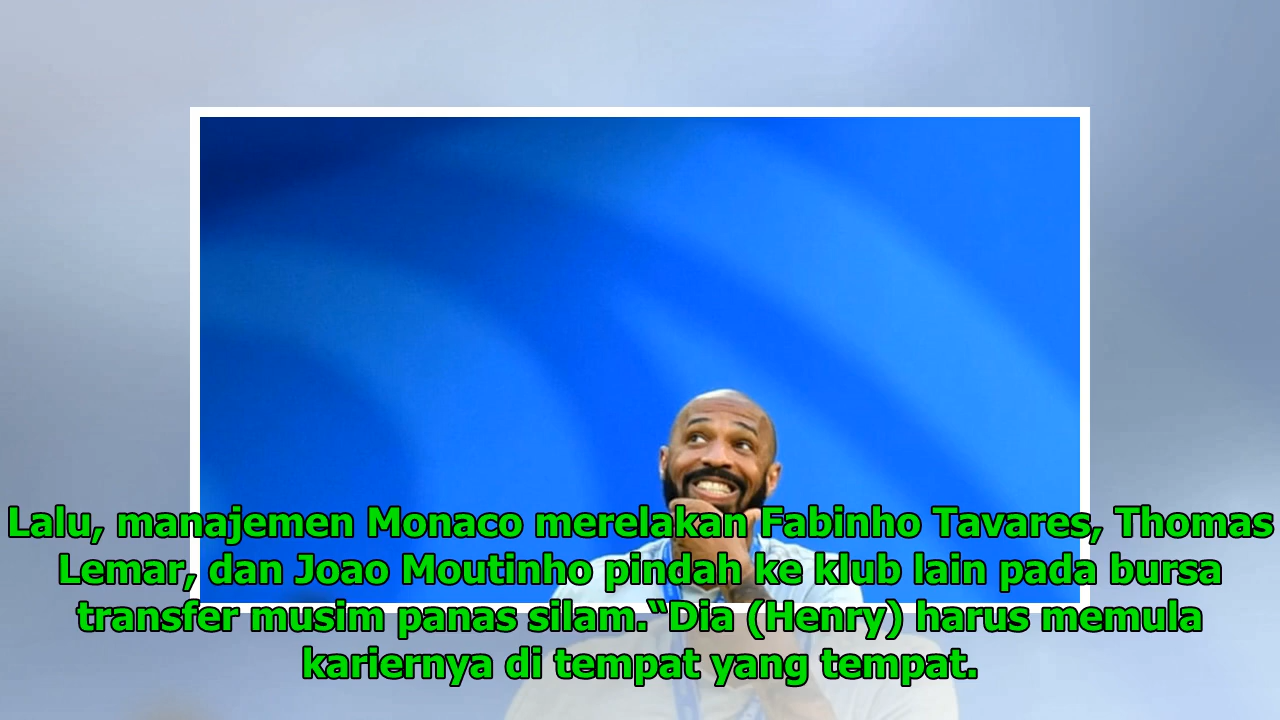 Lalu, manajemen Monaco merelakan Fabinho Tavares, Thomas
Lemar, dan Joao Moutinho pindah ke klub lain pada bursa
transfer musim panas silam.“Dia (Henry) harus memula
kariernya di tempat yang tempat.